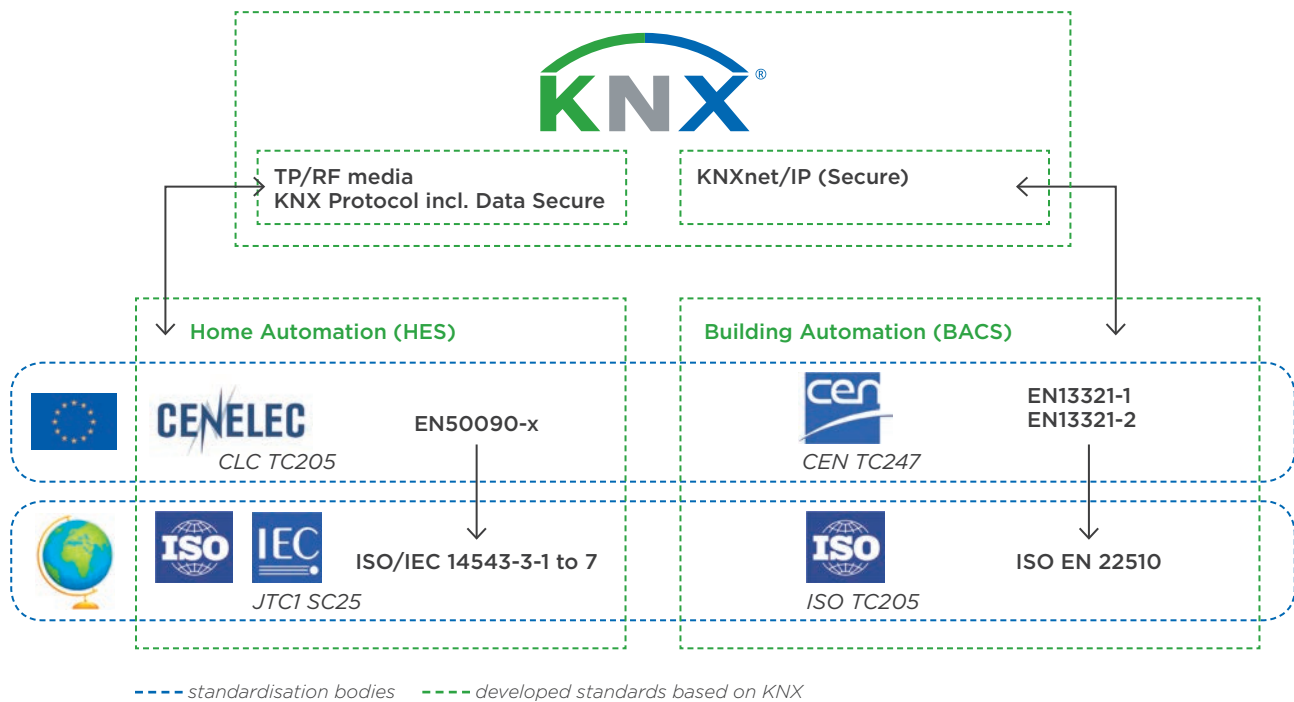 KNX®
TP/RF media
KNX Protocol incl. Data Secure
KNXnet/IP (Secure)
Home Automation (HES)
Building Automation (BACS)
CENELEC
CLC TC205
EN50090-x
cen
CEN TC247
EN13321-1
EN13321-2
ISO
IEC
JTC1 SC25
ISO/IEC 14543-3-1 to 7
ISO
ISO TC205
ISO EN 22510
standardisation bodies
developed standards based on KNX